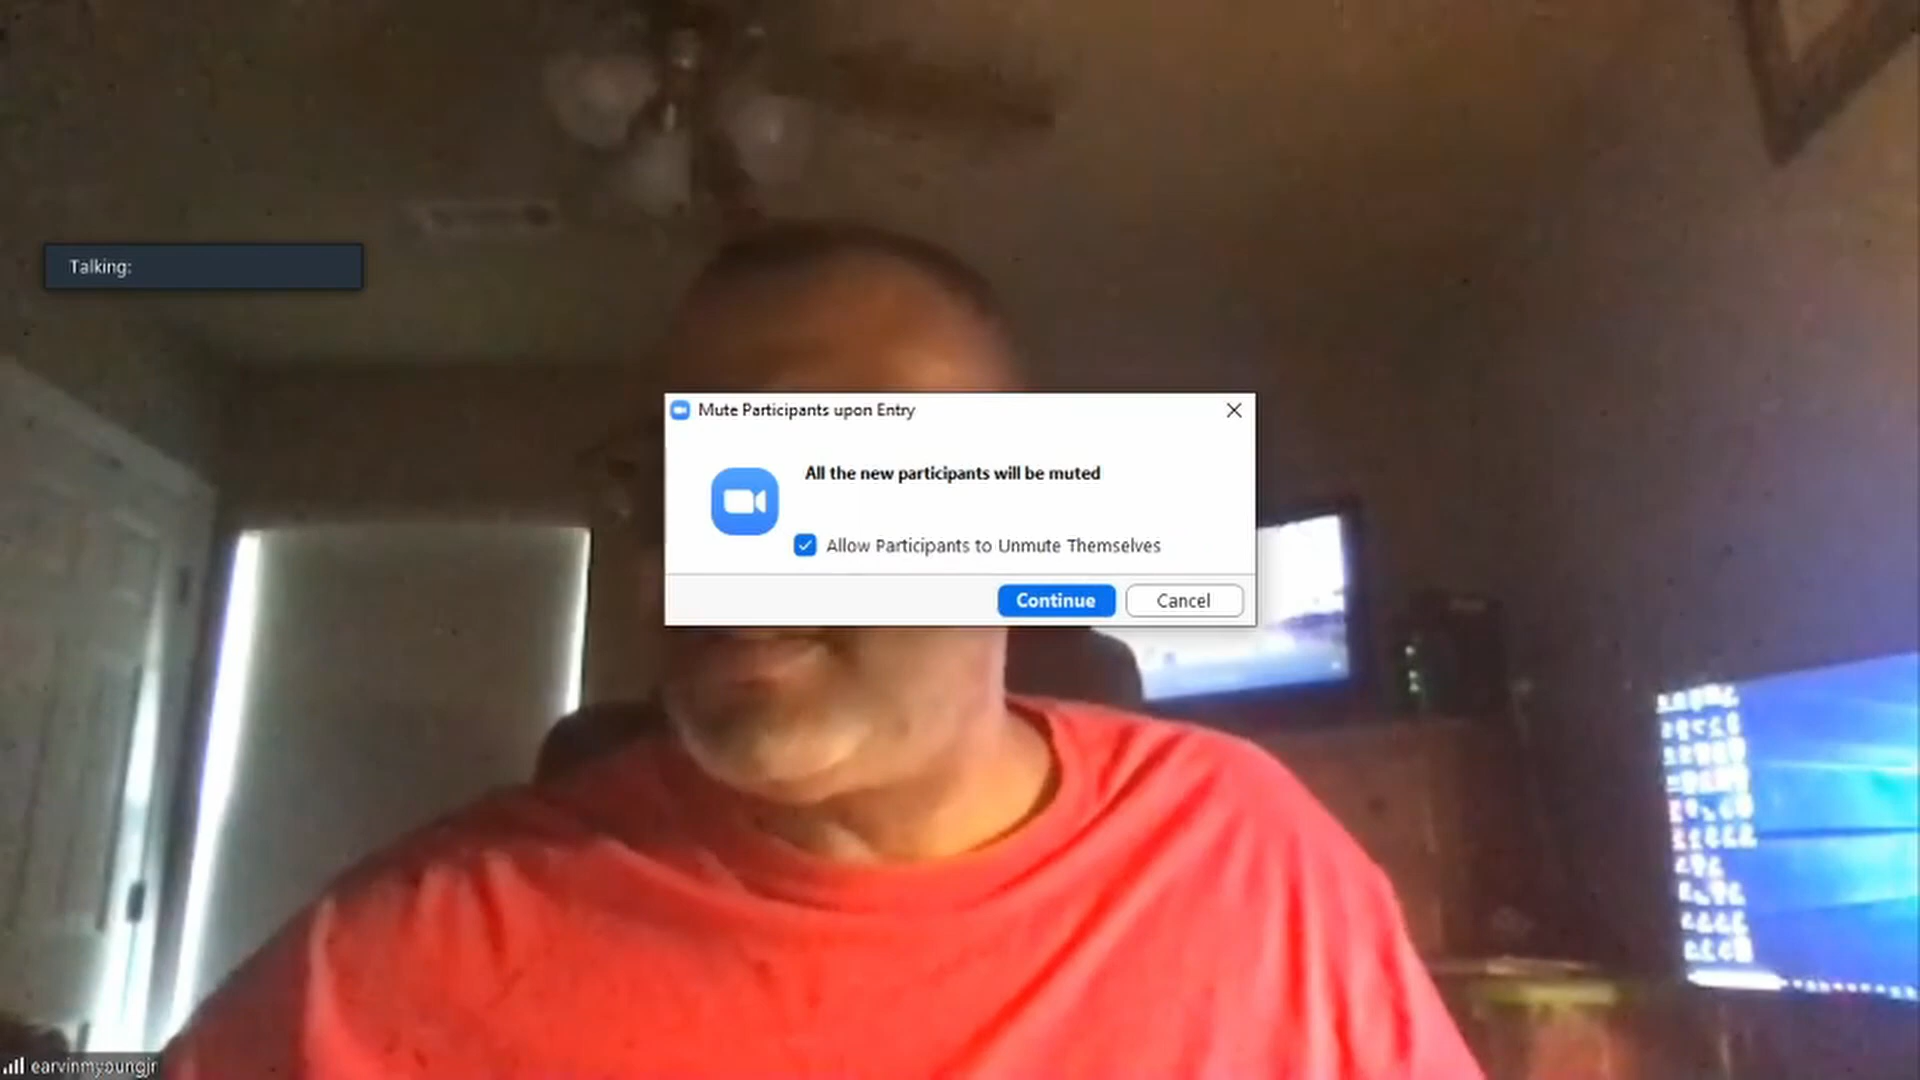 Talking:
Mute Participants upon Entry
All the new participants will be muted
Allow Participants to Unmute Themselves
Continue
Cancel
earvinmyoungjr